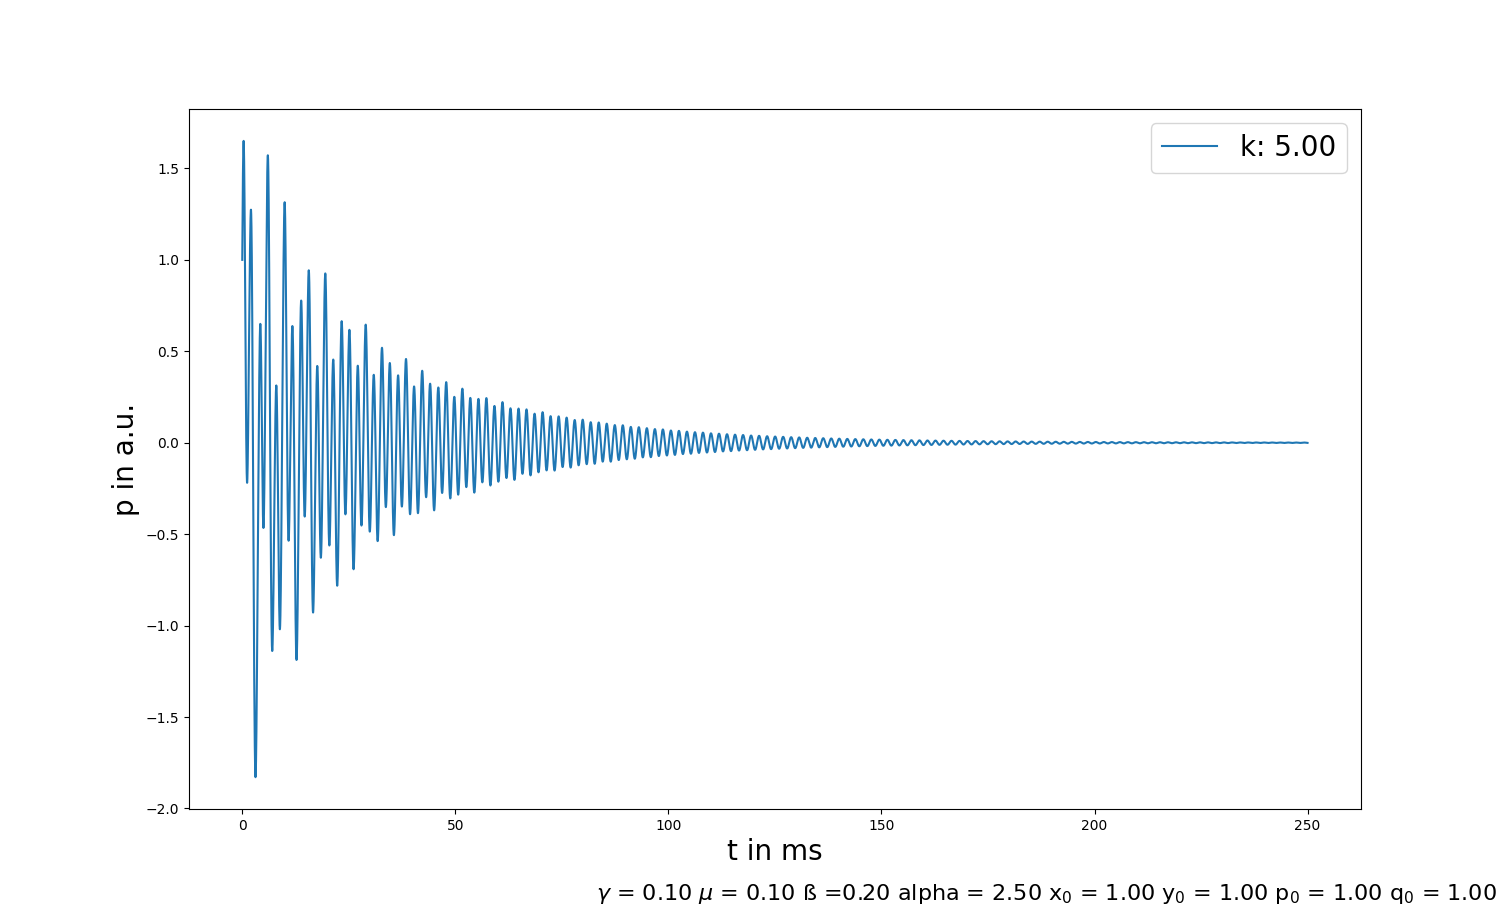 k: 5.00
p in a.u.
1.5
1.0
0.5
0.0
−0.5
−1.0
−1.5
−2.0
0 50 100 150 200 250
t in ms
γ = 0.10 μ = 0.10 ß =0.20 alpha = 2.50 x₀ = 1.00 y₀ = 1.00 p₀ = 1.00 q₀ = 1.00